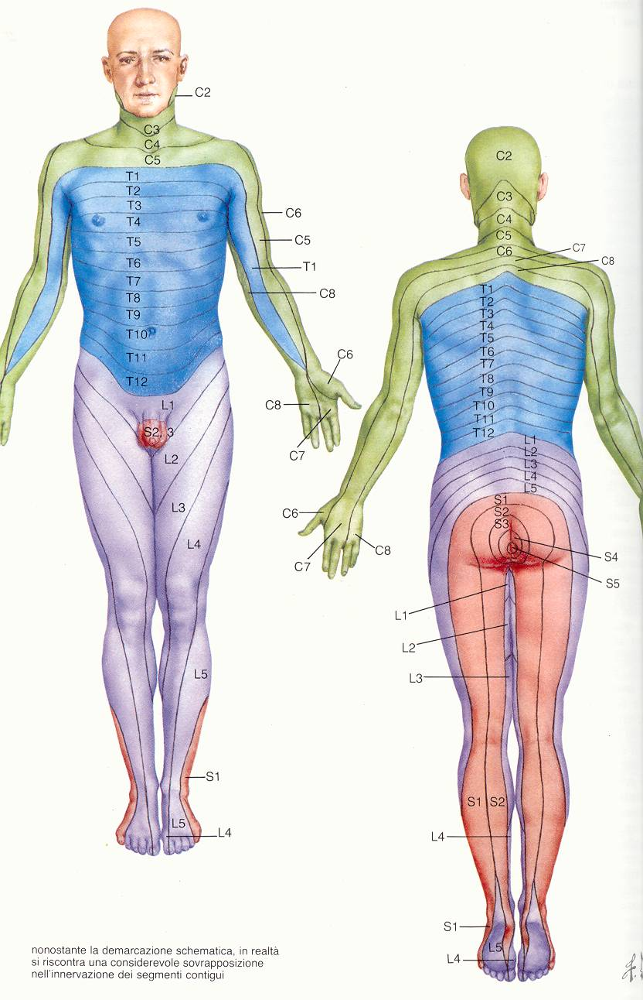 C2
C3
C4
C5
T1
T2
T3
T4
T5
T6
T7
T8
T9
T10
T11
T12
L1
S2, 3
L2
L3
L4
L5
S1
L5
L4
C6
C5
T1
C8
C6
C8
C7
C2
C3
C4
C5
C6
C7
C8
T1
T2
T3
T4
T5
T6
T7
T8
T9
T10
T11
T12
L1
L2
L3
L4
L5
S1
S2
S3
S4
S5
C6
C7
C8
L1
L2
L3
S1
S2
L4
S1
L5
L4
nonostante la demarcazione schematica, in realtà
si riscontra una considerevole sovrapposizione
nell'innervazione dei segmenti contigui